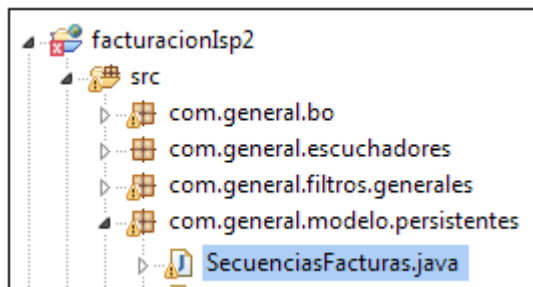 facturacionIsp2
src
com.general.bo
com.general.escuchadores
com.general.filtros.generales
com.general.modelo.persistentes
SecuenciasFacturas.java